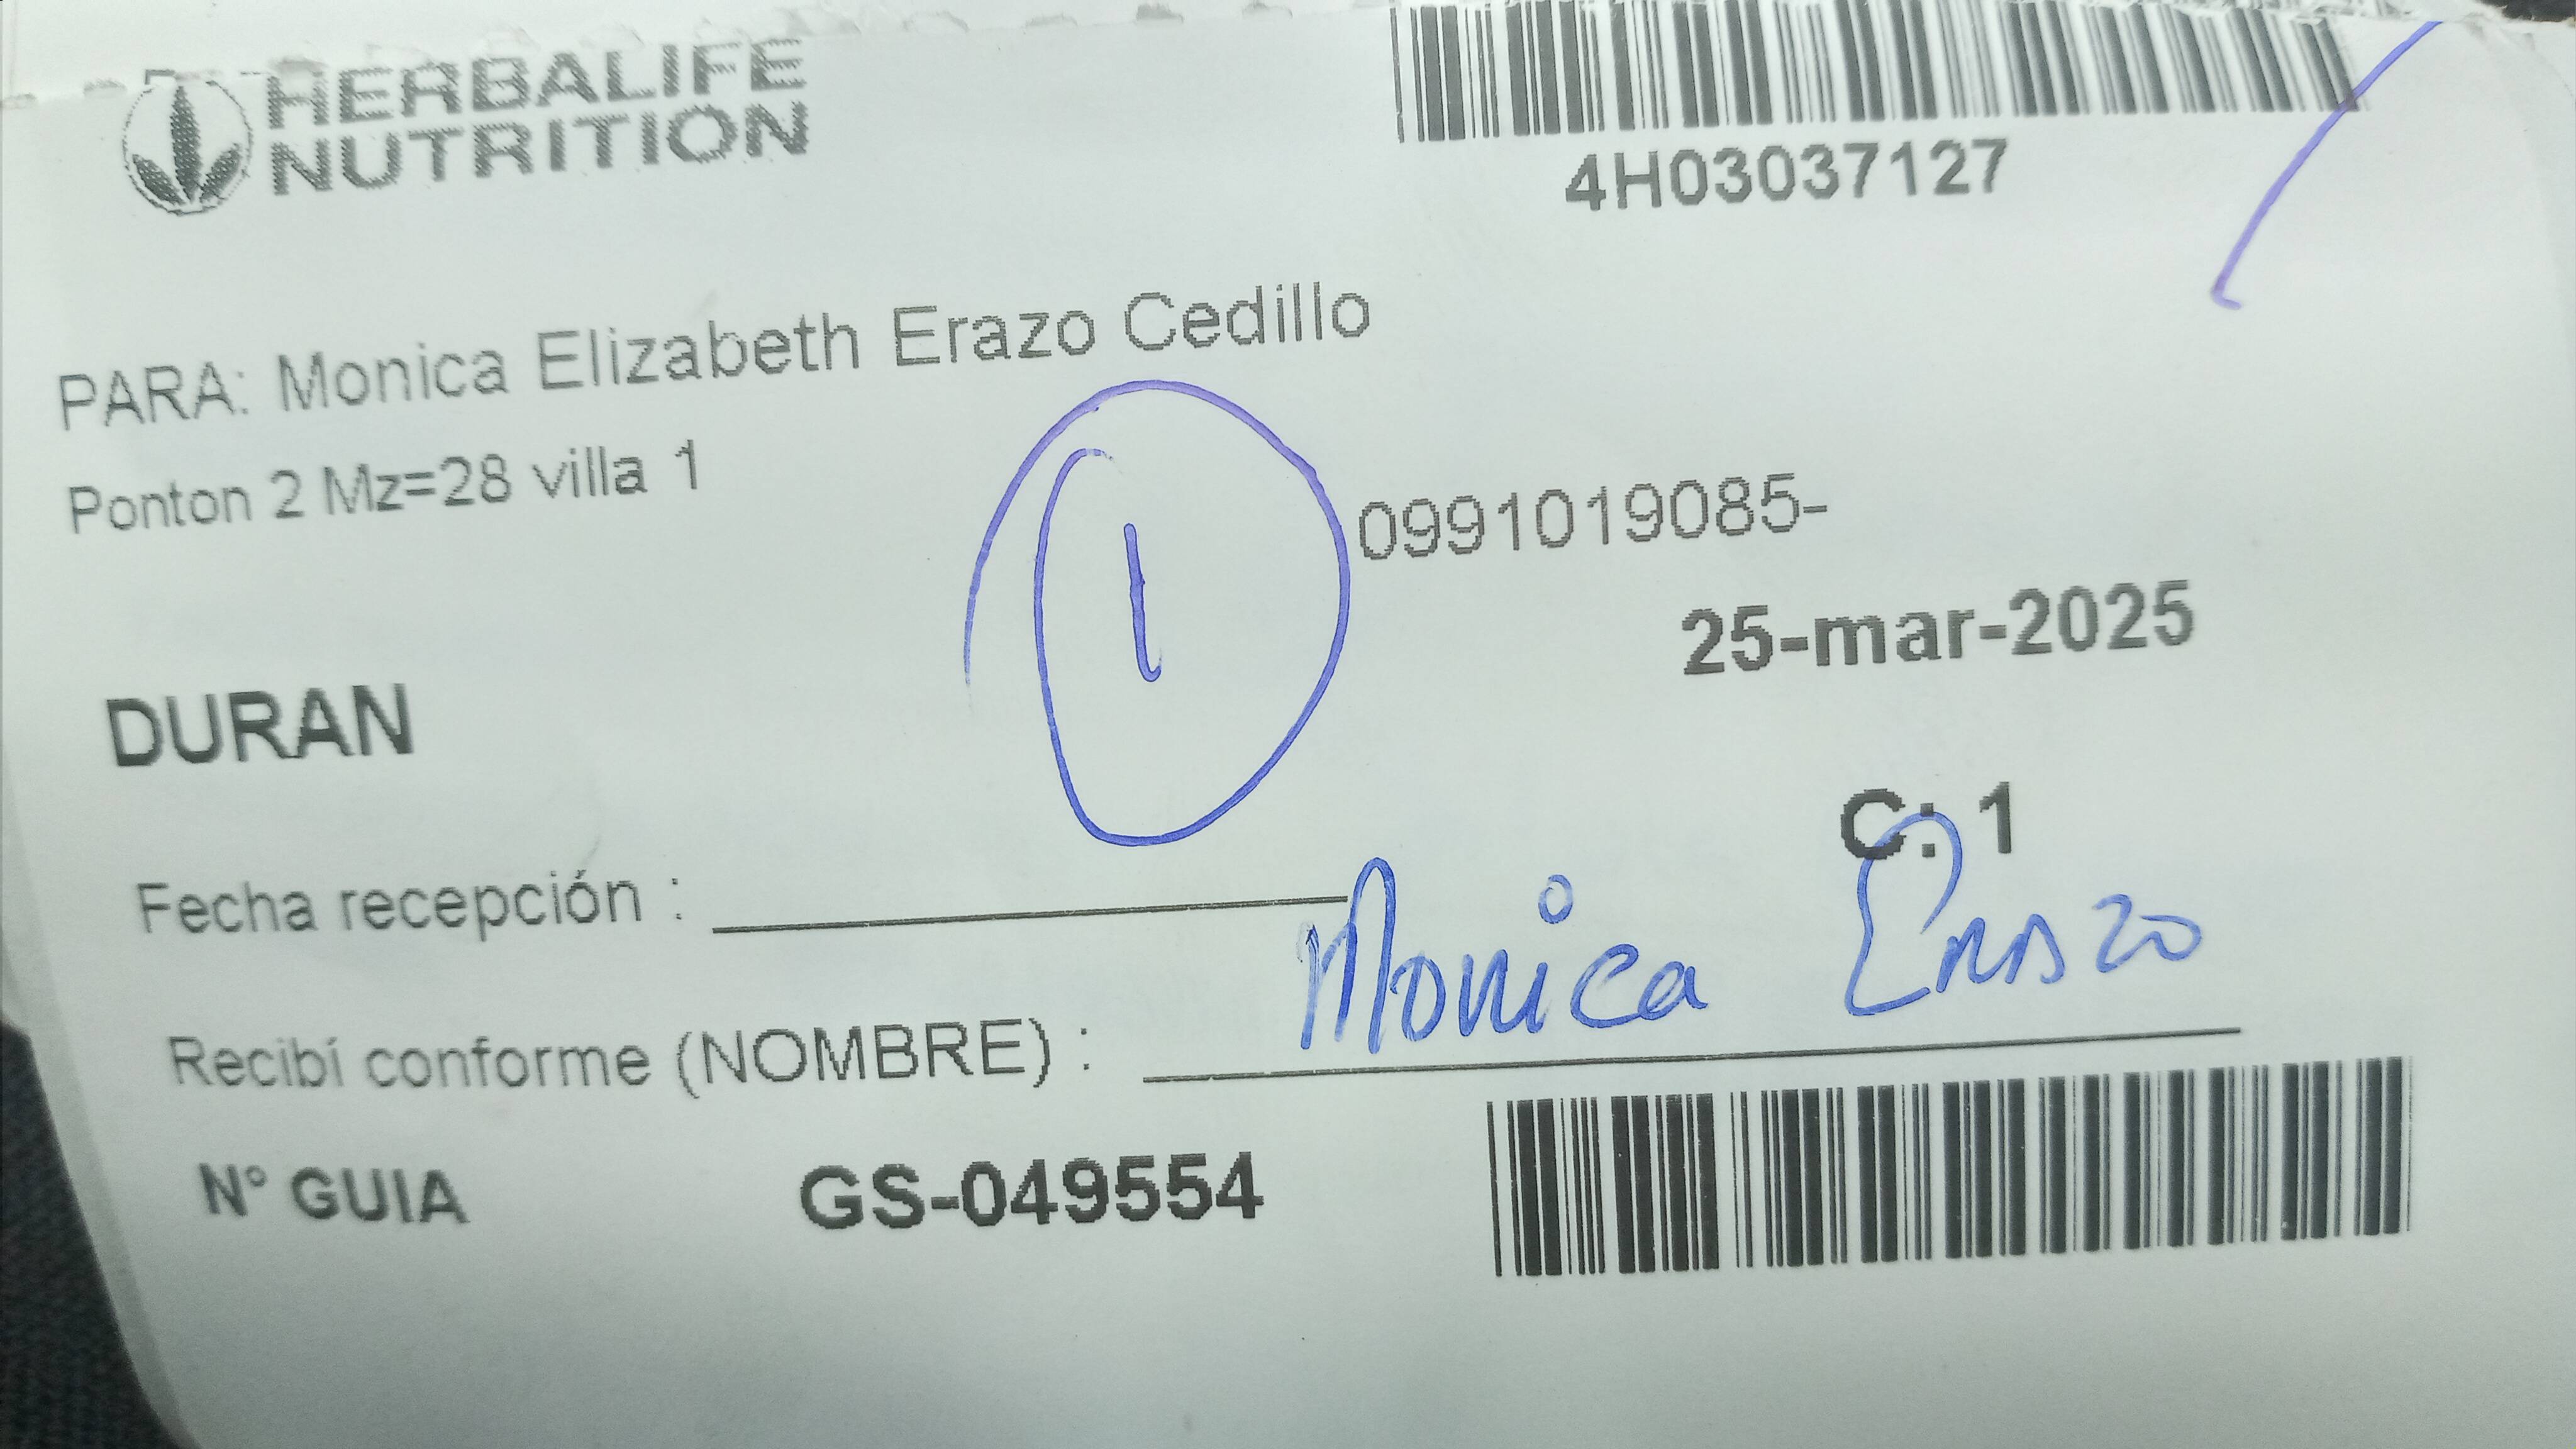 HERBALIFE
NUTRITION
4H03037127
PARA: Monica Elizabeth Erazo Cedillo
Ponton 2 Mz=28 villa 1
0991019085-
1
25-mar-2025
DURAN
C: 1
Fecha recepción :
Recibí conforme (NOMBRE) : Monica Erazo
N° GUIA GS-049554